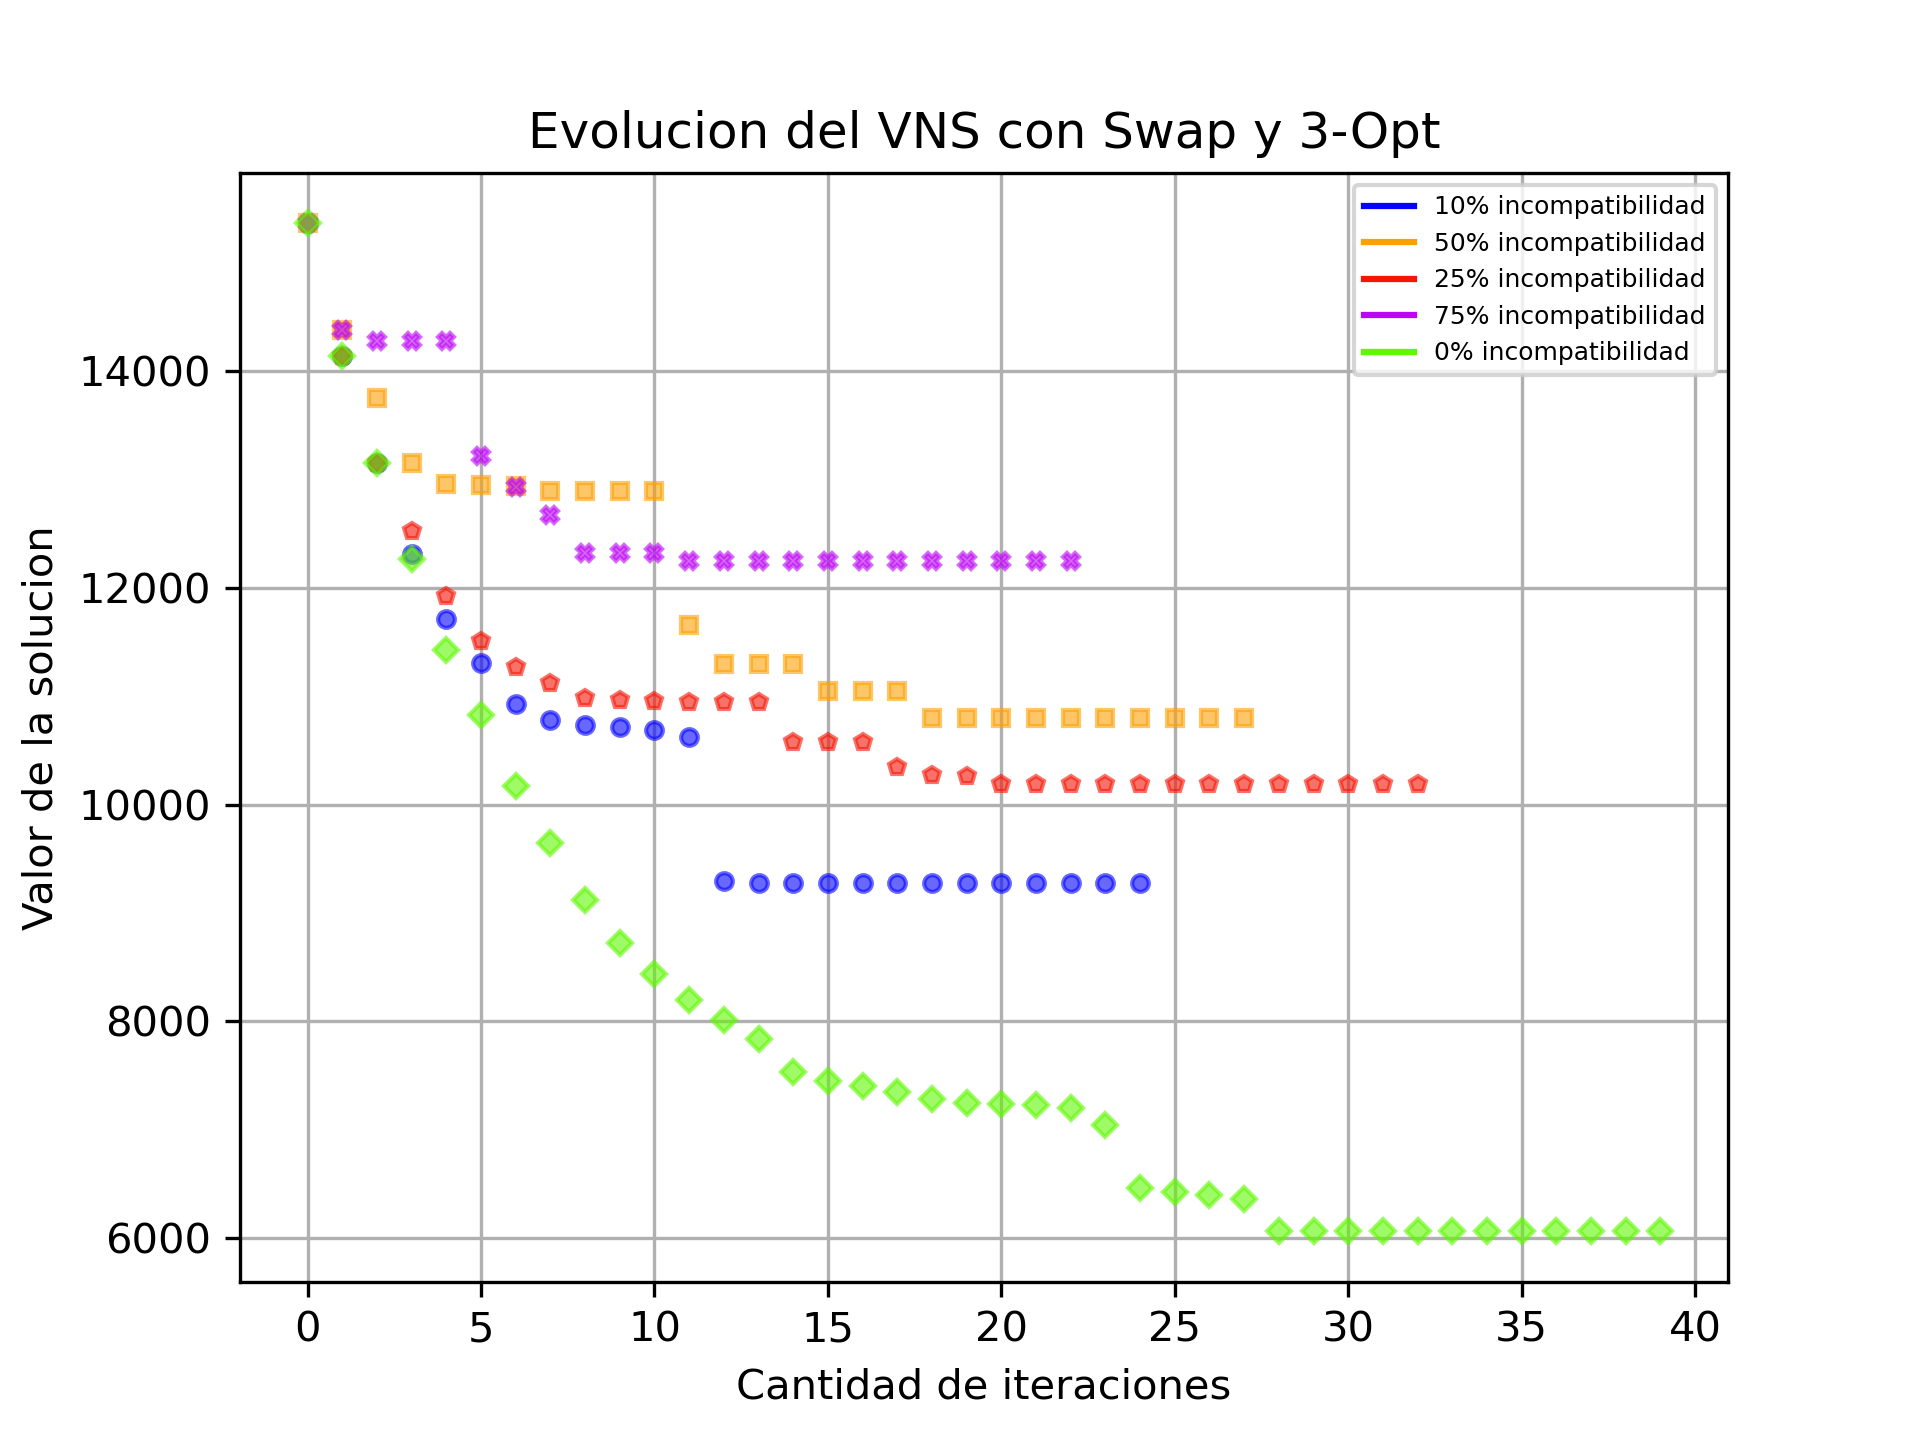 Evolucion del VNS con Swap y 3-Opt
10% incompatibilidad
50% incompatibilidad
25% incompatibilidad
75% incompatibilidad
0% incompatibilidad
Valor de la solucion
14000
12000
10000
8000
6000
0 5 10 15 20 25 30 35 40
Cantidad de iteraciones